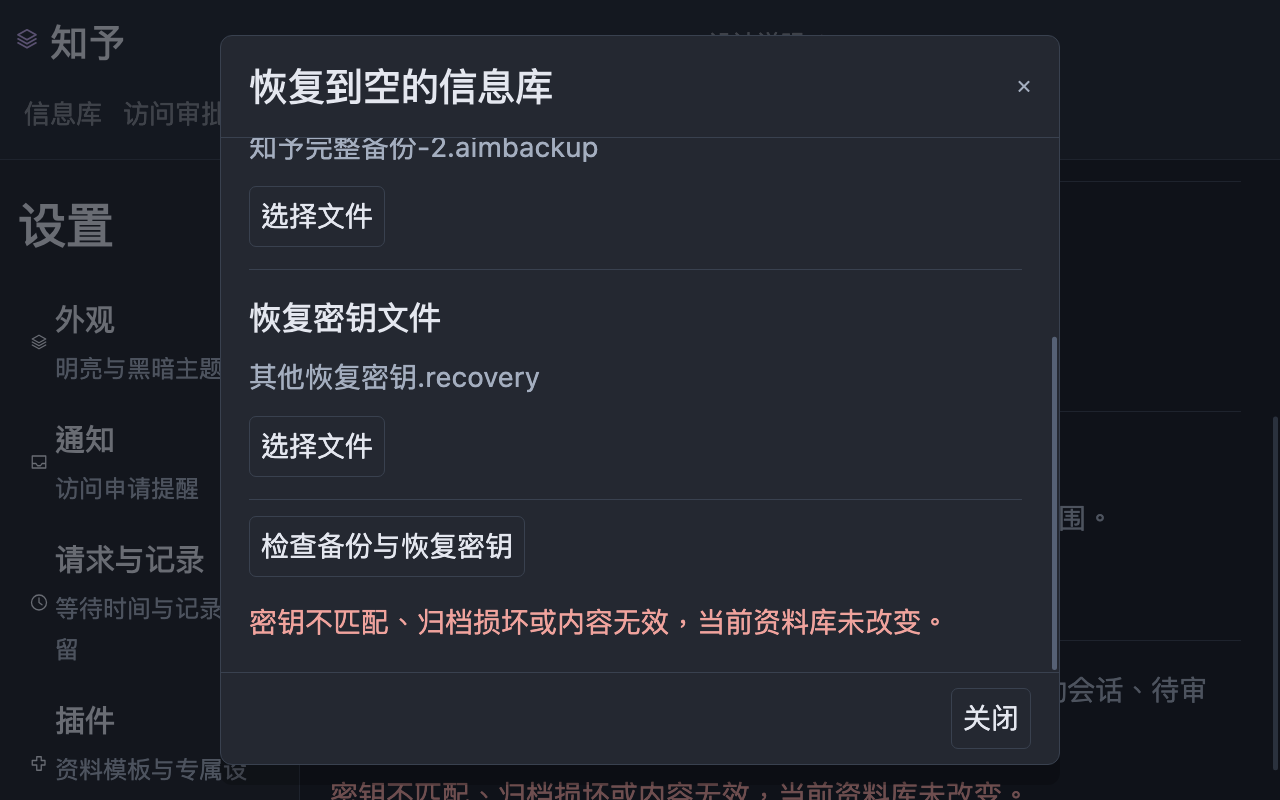 知予
信息库 访问审批
设置
外观
明亮与黑暗主题
通知
访问申请提醒
请求与记录
等待时间与记录
留
插件
资料模板与专属设
恢复到空的信息库
×
知予完整备份-2.aimbackup
选择文件
恢复密钥文件
其他恢复密钥.recovery
选择文件
检查备份与恢复密钥
密钥不匹配、归档损坏或内容无效，当前资料库未改变。
关闭
围。
会话、待审
密钥不匹配、归档损坏或内容无效，当前资料库未改变。